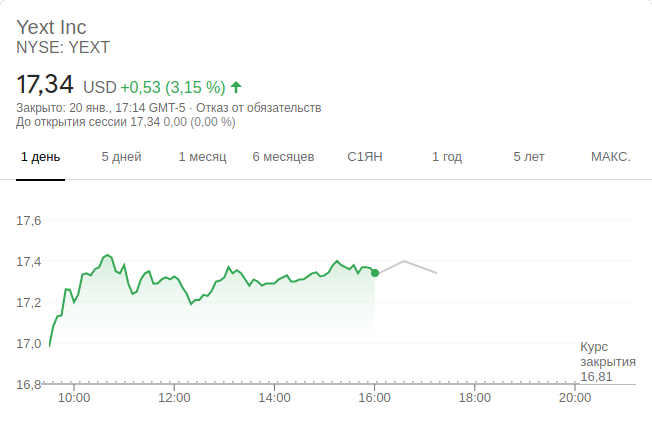 Yext Inc
NYSE: YEXT
17,34 USD +0,53 (3,15 %)
Закрыто: 20 янв., 17:14 GMT-5 · Отказ от обязательств
До открытия сессии 17,34 0,00 (0,00 %)
1 день 5 дней 1 месяц 6 месяцев С1ЯН 1 год 5 лет МАКС.
17,6
17,4
17,2
17,0
Курс
закрытия
16,81
16,8
10:00 12:00 14:00 16:00 18:00 20:00